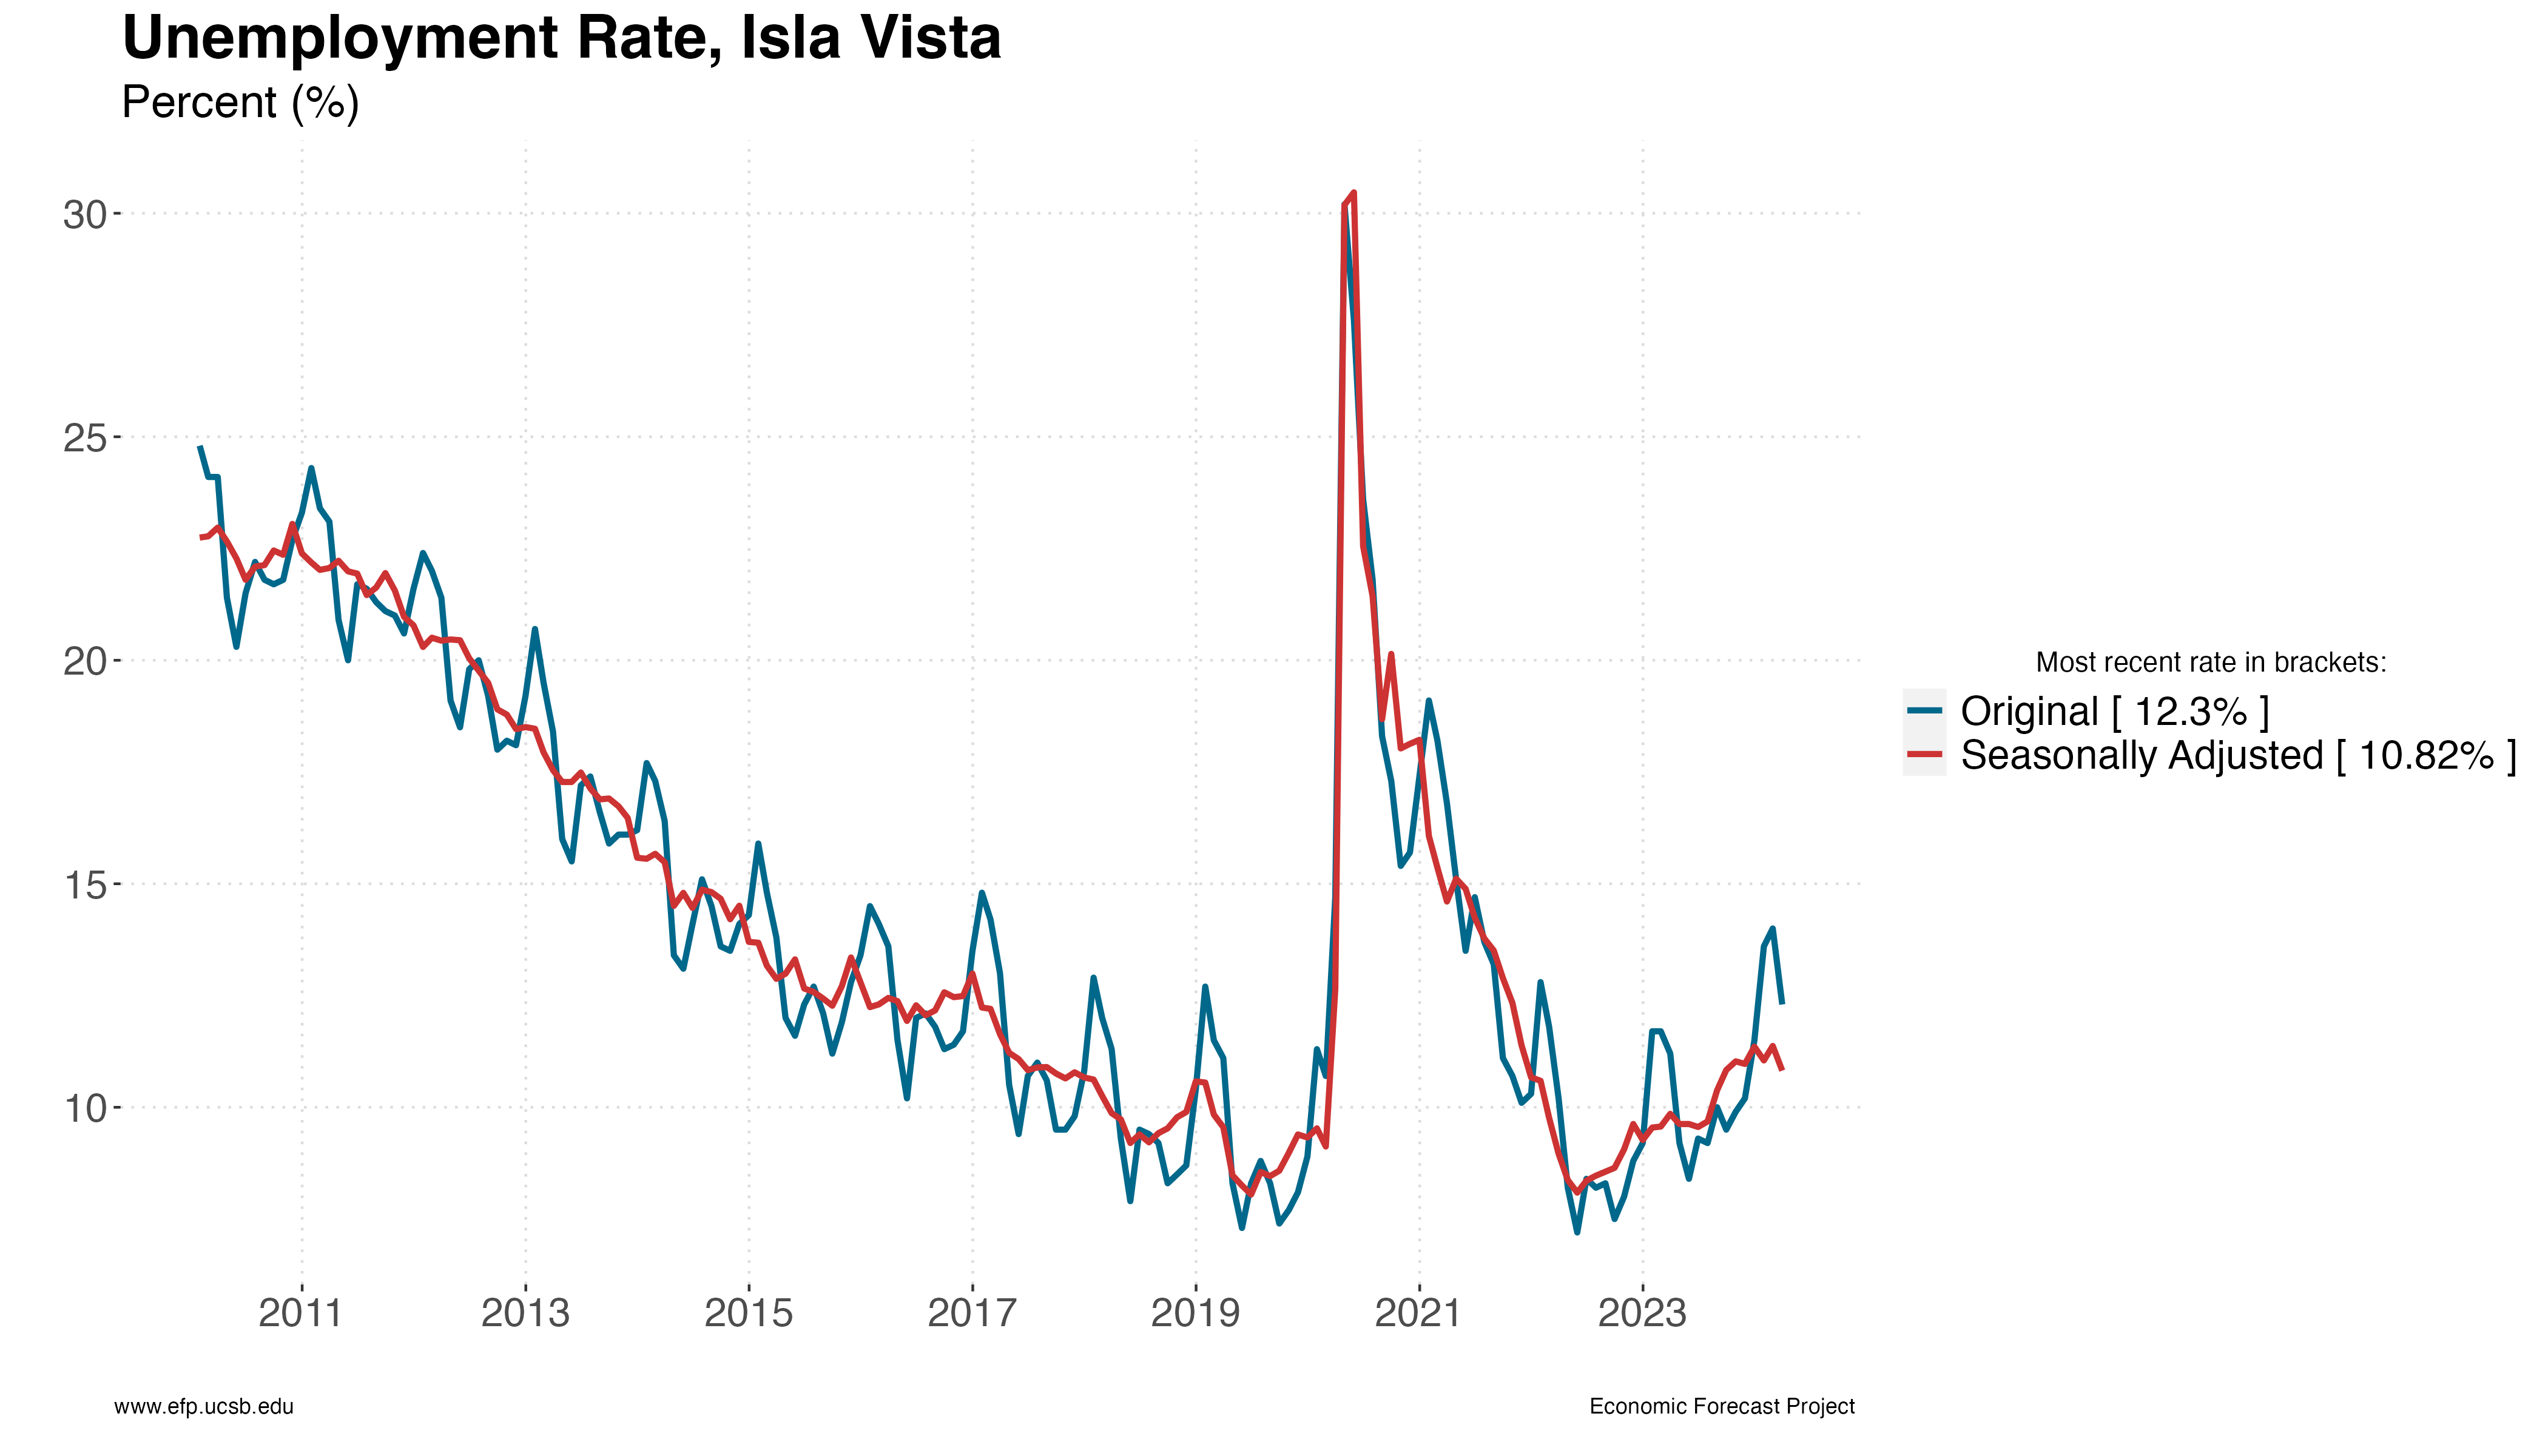 Unemployment Rate, Isla Vista
Percent (%)
30
25
20
15
10
2011 2013 2015 2017 2019 2021 2023
Most recent rate in brackets:
Original [ 12.3% ]
Seasonally Adjusted [ 10.82% ]
www.efp.ucsb.edu
Economic Forecast Project